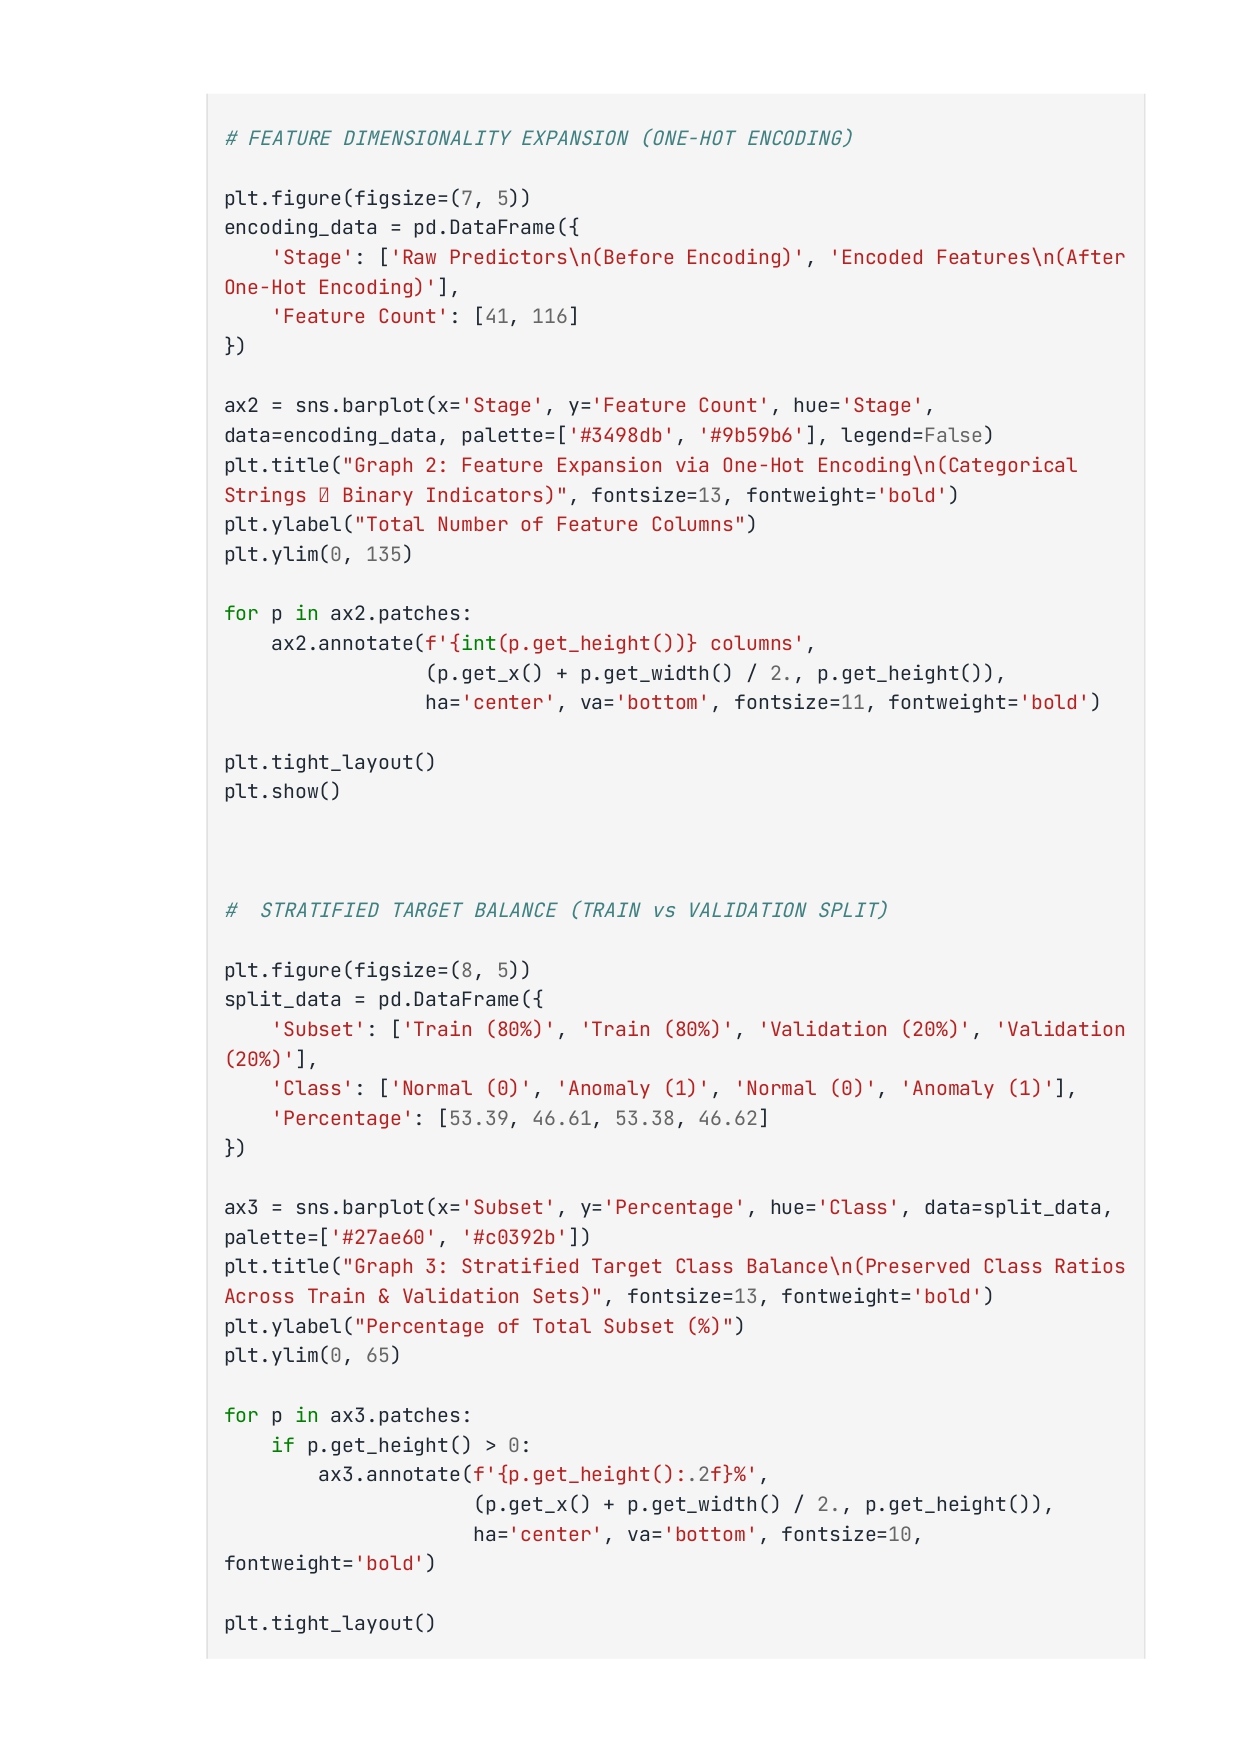 # FEATURE DIMENSIONALITY EXPANSION (ONE-HOT ENCODING)

plt.figure(figsize=(7, 5))
encoding_data = pd.DataFrame({
    'Stage': ['Raw Predictors\n(Before Encoding)', 'Encoded Features\n(After
One-Hot Encoding)'],
    'Feature Count': [41, 116]
})

ax2 = sns.barplot(x='Stage', y='Feature Count', hue='Stage',
data=encoding_data, palette=['#3498db', '#9b59b6'], legend=False)
plt.title("Graph 2: Feature Expansion via One-Hot Encoding\n(Categorical
Strings Binary Indicators)", fontsize=13, fontweight='bold')
plt.ylabel("Total Number of Feature Columns")
plt.ylim(0, 135)

for p in ax2.patches:
    ax2.annotate(f'{int(p.get_height())} columns',
                 (p.get_x() + p.get_width() / 2., p.get_height()),
                 ha='center', va='bottom', fontsize=11, fontweight='bold')

plt.tight_layout()
plt.show()

#  STRATIFIED TARGET BALANCE (TRAIN vs VALIDATION SPLIT)

plt.figure(figsize=(8, 5))
split_data = pd.DataFrame({
    'Subset': ['Train (80%)', 'Train (80%)', 'Validation (20%)', 'Validation
(20%)'],
    'Class': ['Normal (0)', 'Anomaly (1)', 'Normal (0)', 'Anomaly (1)'],
    'Percentage': [53.39, 46.61, 53.38, 46.62]
})

ax3 = sns.barplot(x='Subset', y='Percentage', hue='Class', data=split_data,
palette=['#27ae60', '#c0392b'])
plt.title("Graph 3: Stratified Target Class Balance\n(Preserved Class Ratios
Across Train & Validation Sets)", fontsize=13, fontweight='bold')
plt.ylabel("Percentage of Total Subset (%)")
plt.ylim(0, 65)

for p in ax3.patches:
    if p.get_height() > 0:
        ax3.annotate(f'{p.get_height():.2f}%',
                     (p.get_x() + p.get_width() / 2., p.get_height()),
                     ha='center', va='bottom', fontsize=10,
fontweight='bold')

plt.tight_layout()